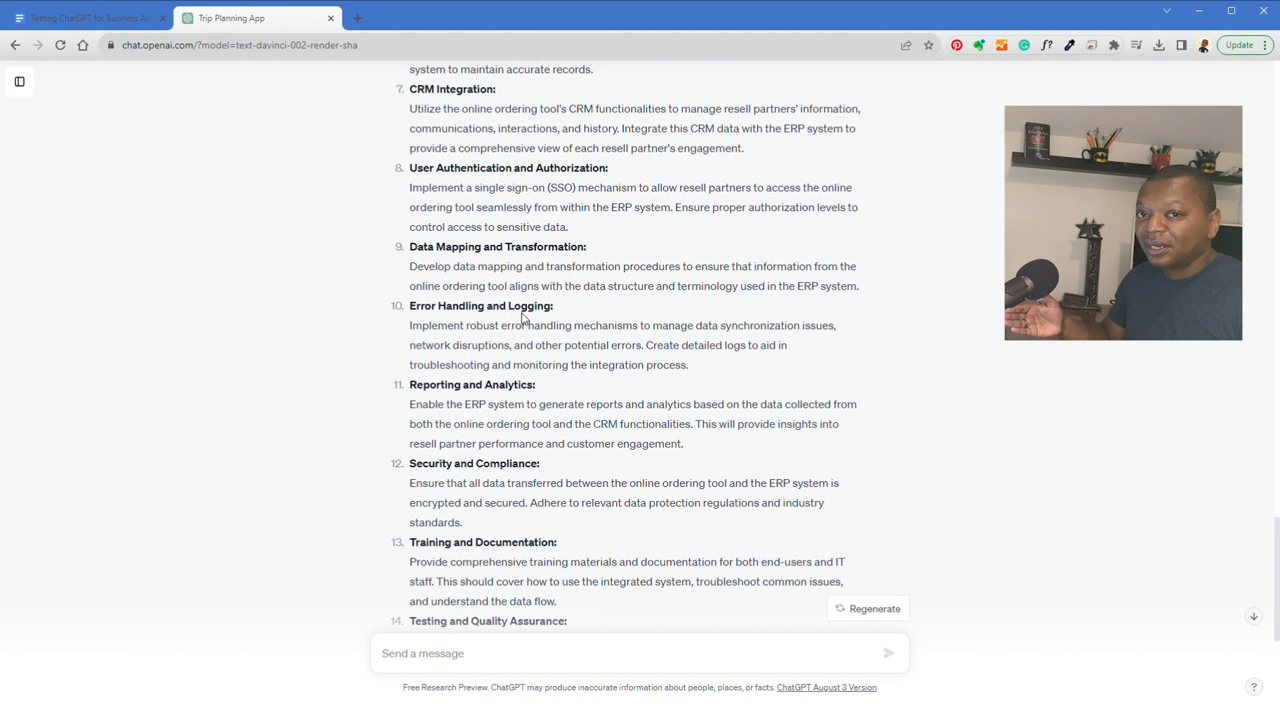 Testing ChatGPT for Business A
Trip Planning App
chat.openai.com/?model=text-davinci-002-render-sha
Update
system to maintain accurate records.
7. CRM Integration:
Utilize the online ordering tool's CRM functionalities to manage resell partners' information,
communications, interactions, and history. Integrate this CRM data with the ERP system to
provide a comprehensive view of each resell partner's engagement.
8. User Authentication and Authorization:
Implement a single sign-on (SSO) mechanism to allow resell partners to access the online
ordering tool seamlessly from within the ERP system. Ensure proper authorization levels to
control access to sensitive data.
9. Data Mapping and Transformation:
Develop data mapping and transformation procedures to ensure that information from the
online ordering tool aligns with the data structure and terminology used in the ERP system.
10. Error Handling and Logging:
Implement robust error handling mechanisms to manage data synchronization issues,
network disruptions, and other potential errors. Create detailed logs to aid in
troubleshooting and monitoring the integration process.
11. Reporting and Analytics:
Enable the ERP system to generate reports and analytics based on the data collected from
both the online ordering tool and the CRM functionalities. This will provide insights into
resell partner performance and customer engagement.
12. Security and Compliance:
Ensure that all data transferred between the online ordering tool and the ERP system is
encrypted and secured. Adhere to relevant data protection regulations and industry
standards.
13. Training and Documentation:
Provide comprehensive training materials and documentation for both end-users and IT
staff. This should cover how to use the integrated system, troubleshoot common issues,
and understand the data flow.
Regenerate
14. Testing and Quality Assurance:
Send a message
Free Research Preview. ChatGPT may produce inaccurate information about people, places, or facts. ChatGPT August 3 Version
?